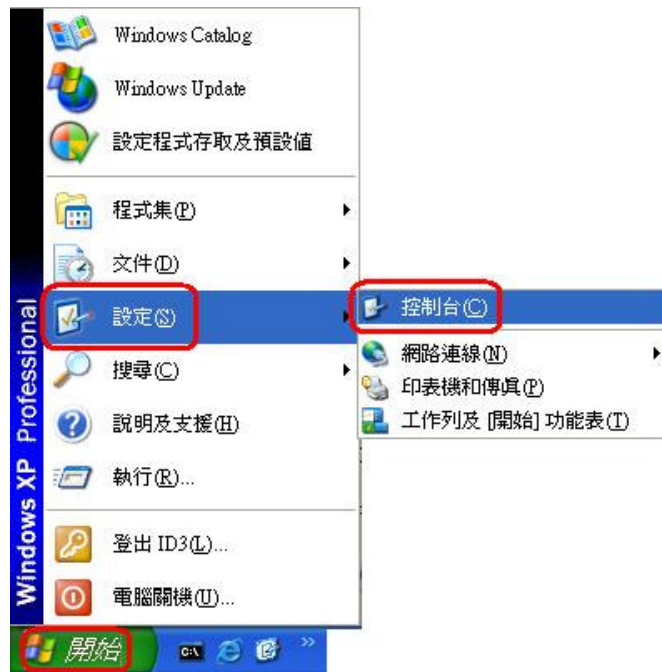 Windows Catalog
Windows Update
設定程式存取及預設值
程式集(P)
文件(D)
設定(S)
搜尋(C)
說明及支援(H)
執行(R)...
登出 ID3(L)...
電腦關機(U)...
控制台(C)
網路連線(N)
印表機和傳真(P)
工作列及 [開始] 功能表(T)
Windows XP Professional
開始
C:\
»